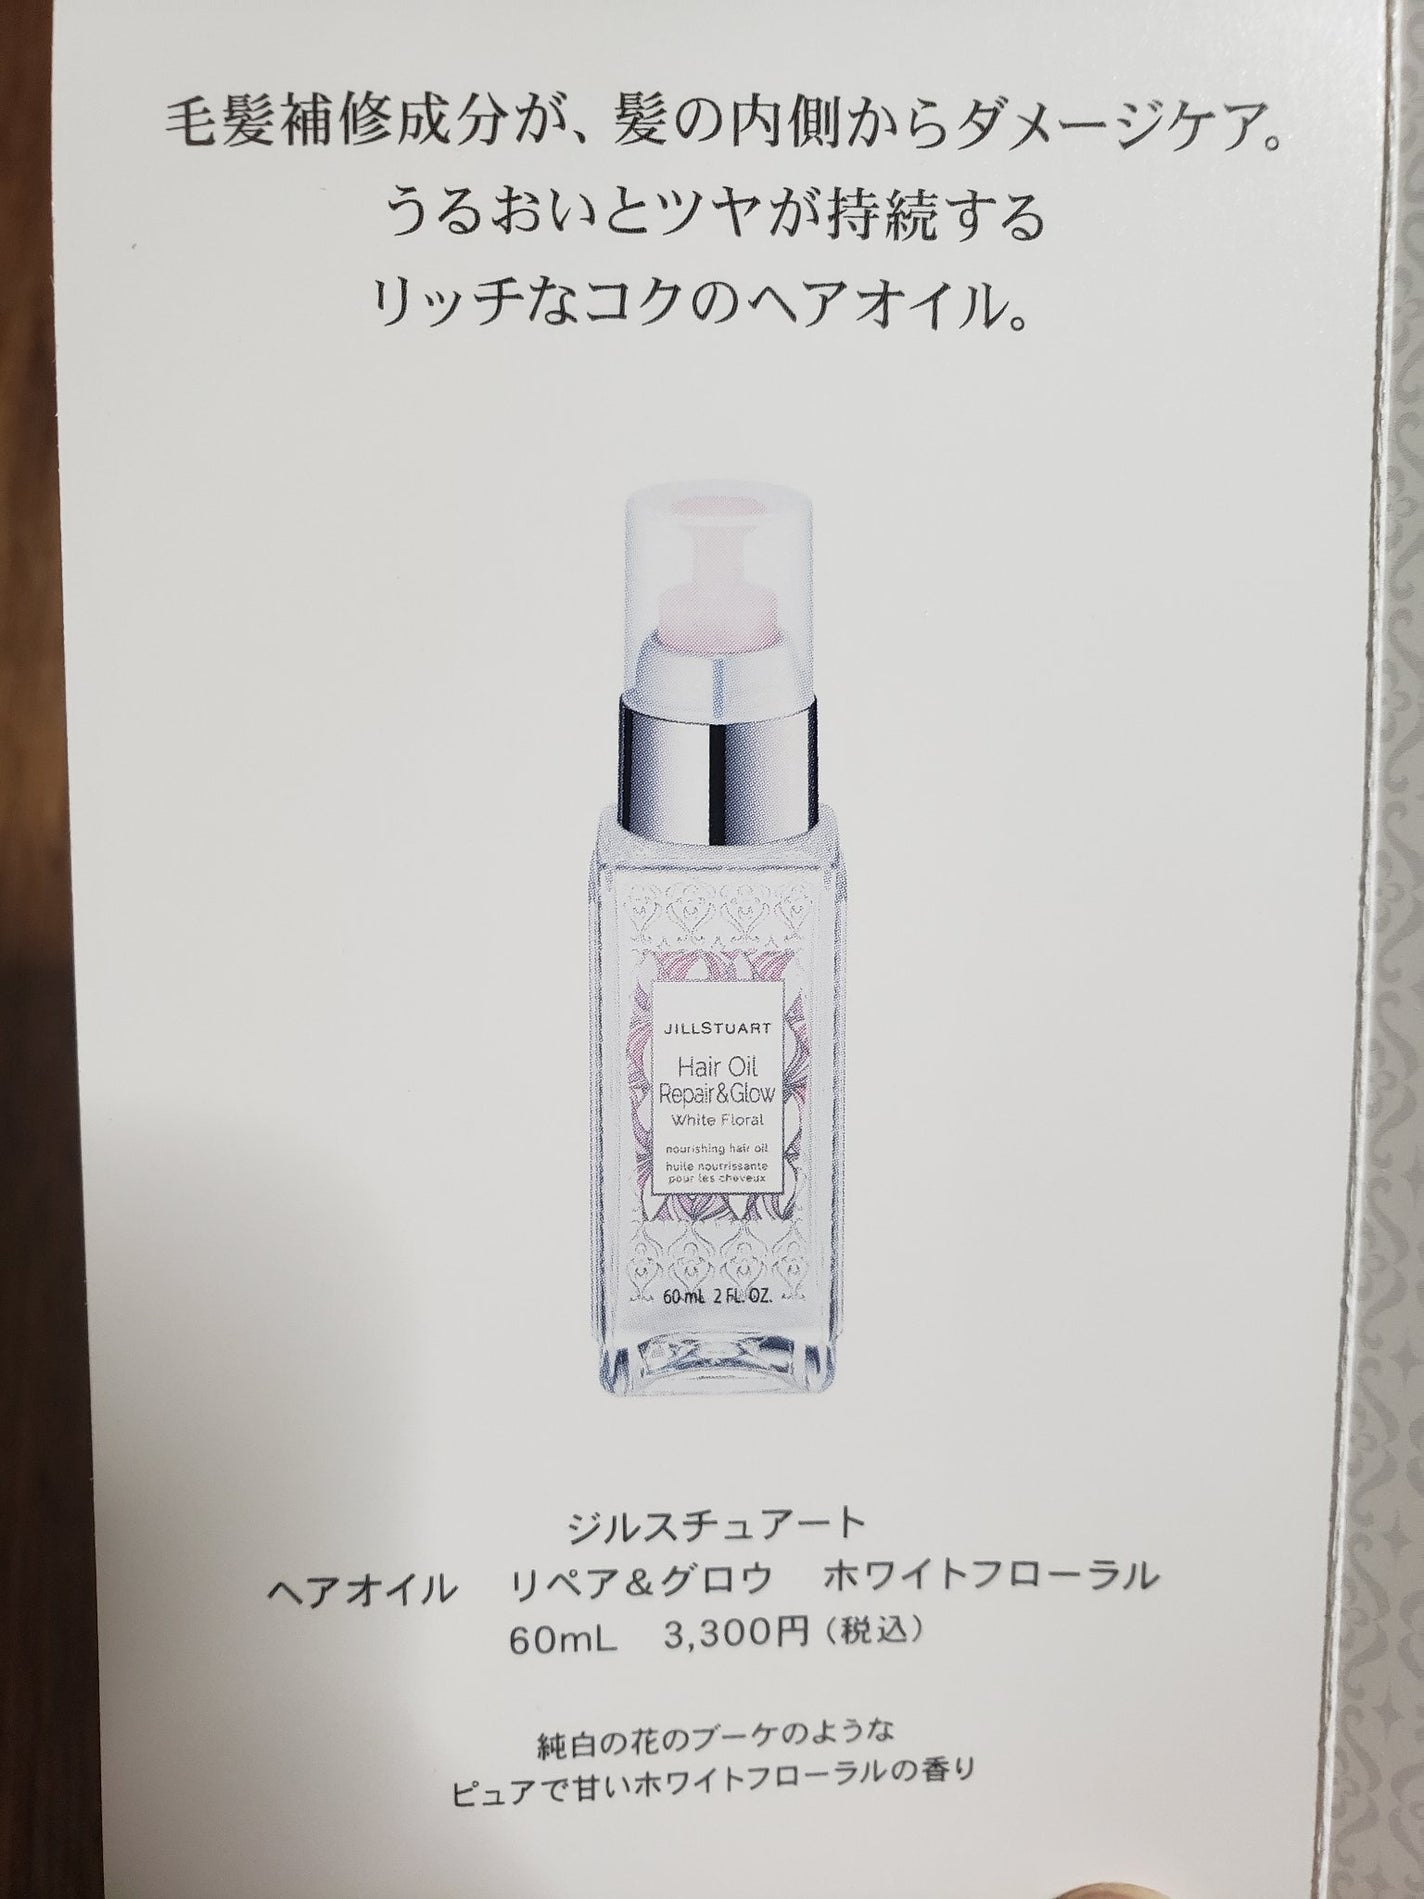 毛髪補修成分が、髪の内側からダメージケア。
うるおいとツヤが持続する
リッチなコクのヘアオイル。
JILLSTUART
Hair Oil
Repair&Glow
White Floral
nourishing hair oil
huile nourrissante
pour les cheveux
60 mL 2 FL. OZ.
ジルスチュアート
ヘアオイル リペア&グロウ ホワイトフローラル
60mL 3,300円（税込）
純白の花のブーケのような
ピュアで甘いホワイトフローラルの香り